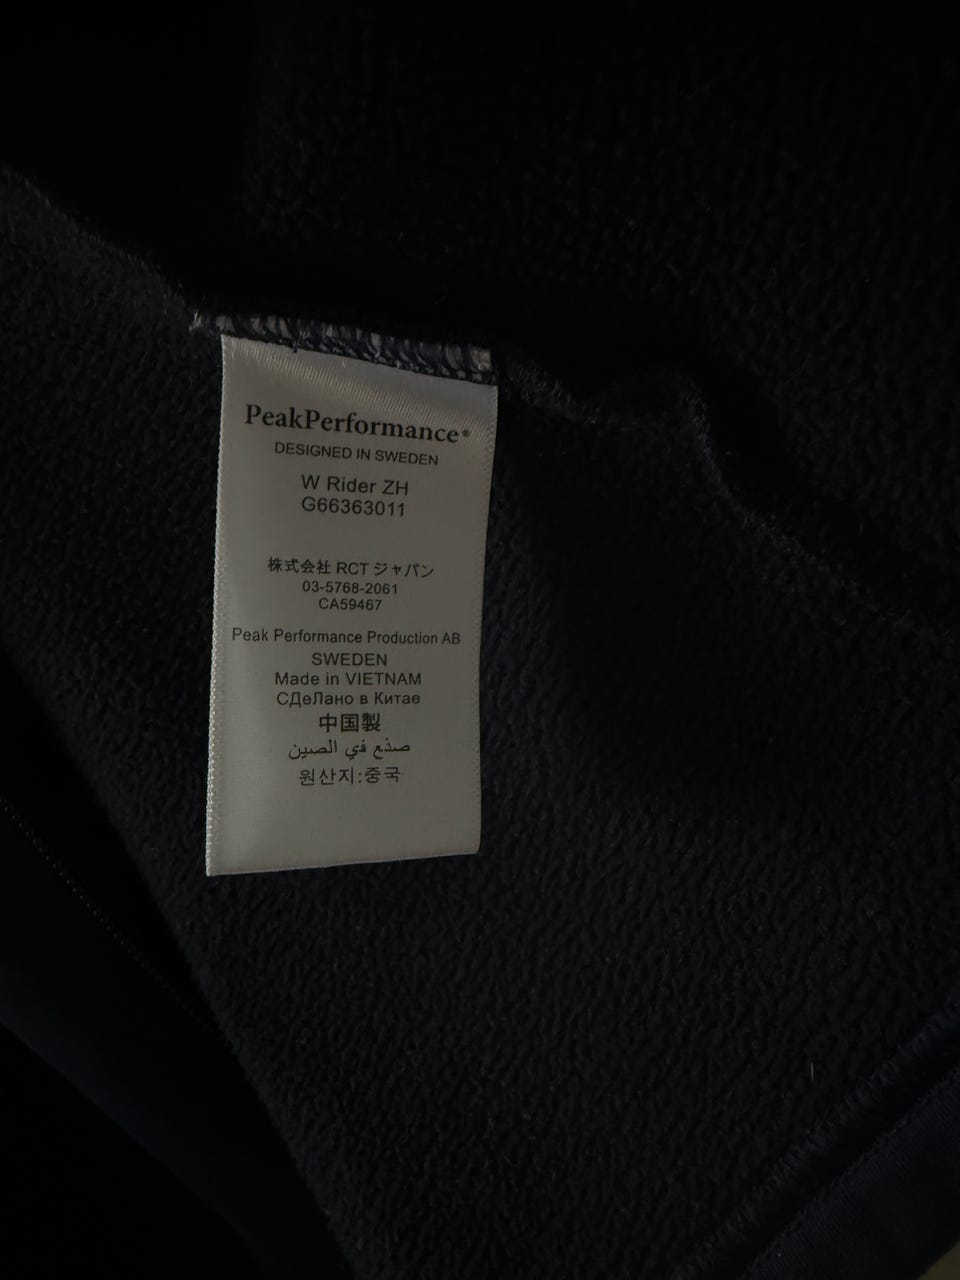 PeakPerformance®
DESIGNED IN SWEDEN
W Rider ZH
G66363011
株式会社 RCT ジャパン
03-5768-2061
CA59467
Peak Performance Production AB
SWEDEN
Made in VIETNAM
СДеЛано в Китае
中国製
صنع في الصين
원산지:중국